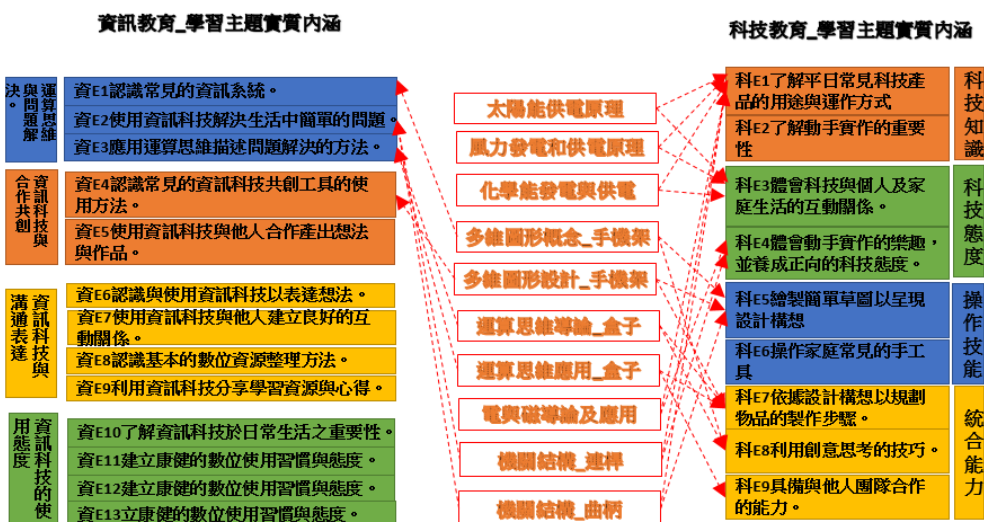 資訊教育_學習主題實質內涵
科技教育_學習主題實質內涵
運算思維
與問題解
決。
資E1認識常見的資訊系統。
資E2使用資訊科技解決生活中簡單的問題。
資E3應用運算思維描述問題解決的方法。
資訊科技與
合作共創
資E4認識常見的資訊科技共創工具的使
用方法。
資E5使用資訊科技與他人合作產出想法
與作品。
資訊科技與
溝通表達
資E6認識與使用資訊科技以表達想法。
資E7使用資訊科技與他人建立良好的互
動關係。
資E8認識基本的數位資源整理方法。
資E9利用資訊科技分享學習資源與心得。
資訊科技的使
用態度
資E10了解資訊科技於日常生活之重要性。
資E11建立康健的數位使用習慣與態度。
資E12建立康健的數位使用習慣與態度。
資E13立康健的數位使用習慣與態度。
太陽能供電原理
風力發電和供電原理
化學能發電與供電
多維圖形概念_手機架
多維圖形設計_手機架
運算思維導論_盒子
運算思維應用_盒子
電與磁導論及應用
機關結構_連桿
機關結構_曲柄
科E1了解平日常見科技產
品的用途與運作方式
科E2了解動手實作的重要
性
科技知識
科E3體會科技與個人及家
庭生活的互動關係。
科E4體會動手實作的樂趣，
並養成正向的科技態度。
科技態度
科E5繪製簡單草圖以呈現
設計構想
科E6操作家庭常見的手工
具
操作技能
科E7依據設計構想以規劃
物品的製作步驟。
科E8利用創意思考的技巧。
科E9具備與他人團隊合作
的能力。
統合能力